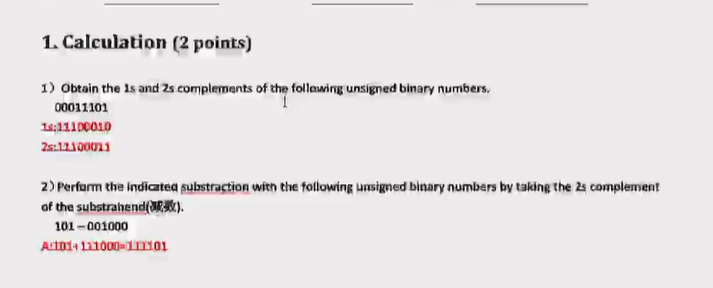 1. Calculation (2 points)
1) Obtain the 1s and 2s complements of the following unsigned binary numbers.
00011101
1s:11100010
2s:11100011
2) Perform the indicated substraction with the following unsigned binary numbers by taking the 2s complement
of the substrahend(减数).
101 – 001000
A:101+111000=111101